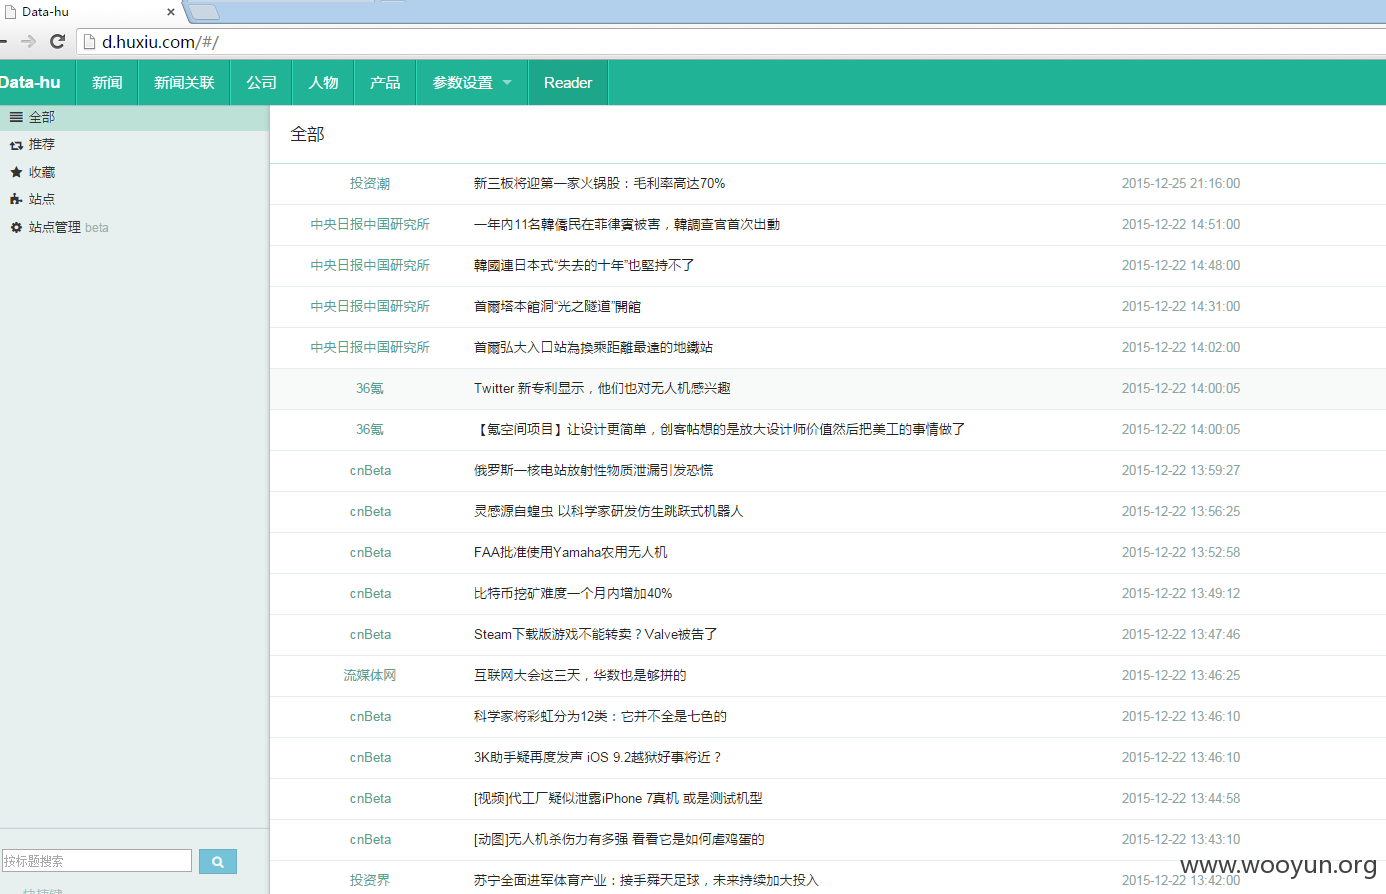 Data-hu
d.huxiu.com/#/
Data-hu 新闻 新闻关联 公司 人物 产品 参数设置 Reader
全部
推荐
收藏
站点
站点管理 beta
全部
投资潮 新三板将迎第一家火锅股：毛利率高达70% 2015-12-25 21:16:00
中央日报中国研究所 一年内11名韓僑民在菲律賓被害，韓調查官首次出動 2015-12-22 14:51:00
中央日报中国研究所 韓國連日本式“失去的十年”也堅持不了 2015-12-22 14:48:00
中央日报中国研究所 首爾塔本館洞“光之隧道”開館 2015-12-22 14:31:00
中央日报中国研究所 首爾弘大入口站為換乘距離最遠的地鐵站 2015-12-22 14:02:00
36氪 Twitter 新专利显示，他们也对无人机感兴趣 2015-12-22 14:00:05
36氪 【氪空间项目】让设计更简单，创客帖想的是放大设计师价值然后把美工的事情做了 2015-12-22 14:00:05
cnBeta 俄罗斯一核电站放射性物质泄漏引发恐慌 2015-12-22 13:59:27
cnBeta 灵感源自蝗虫 以科学家研发仿生跳跃式机器人 2015-12-22 13:56:25
cnBeta FAA批准使用Yamaha农用无人机 2015-12-22 13:52:58
cnBeta 比特币挖矿难度一个月内增加40% 2015-12-22 13:49:12
cnBeta Steam下载版游戏不能转卖？Valve被告了 2015-12-22 13:47:46
流媒体网 互联网大会这三天，华数也是够拼的 2015-12-22 13:46:25
cnBeta 科学家将彩虹分为12类：它并不全是七色的 2015-12-22 13:46:10
cnBeta 3K助手疑再度发声 iOS 9.2越狱好事将近？ 2015-12-22 13:46:10
cnBeta [视频]代工厂疑似泄露iPhone 7真机 或是测试机型 2015-12-22 13:44:58
cnBeta [动图]无人机杀伤力有多强 看看它是如何虐鸡蛋的 2015-12-22 13:43:10
投资界 苏宁全面进军体育产业：接手舜天足球，未来持续加大投入 2015-12-22 13:42:00
按标题搜索
快捷键
www.wooyun.org